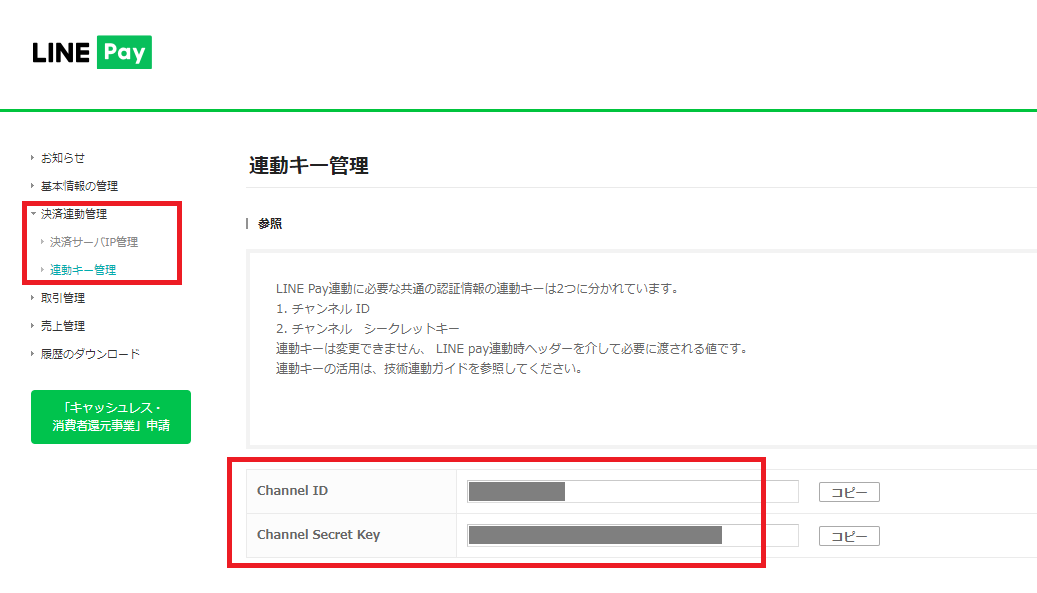 LINE Pay
お知らせ
基本情報の管理
決済連動管理
決済サーバIP管理
連動キー管理
取引管理
売上管理
履歴のダウンロード
「キャッシュレス・
消費者還元事業」申請
連動キー管理
参照
LINE Pay連動に必要な共通の認証情報の連動キーは2つに分かれています。
1. チャンネル ID
2. チャンネル　シークレットキー
連動キーは変更できません、 LINE pay連動時ヘッダーを介して必要に渡される値です。
連動キーの活用は、技術連動ガイドを参照してください。
Channel ID
コピー
Channel Secret Key
コピー